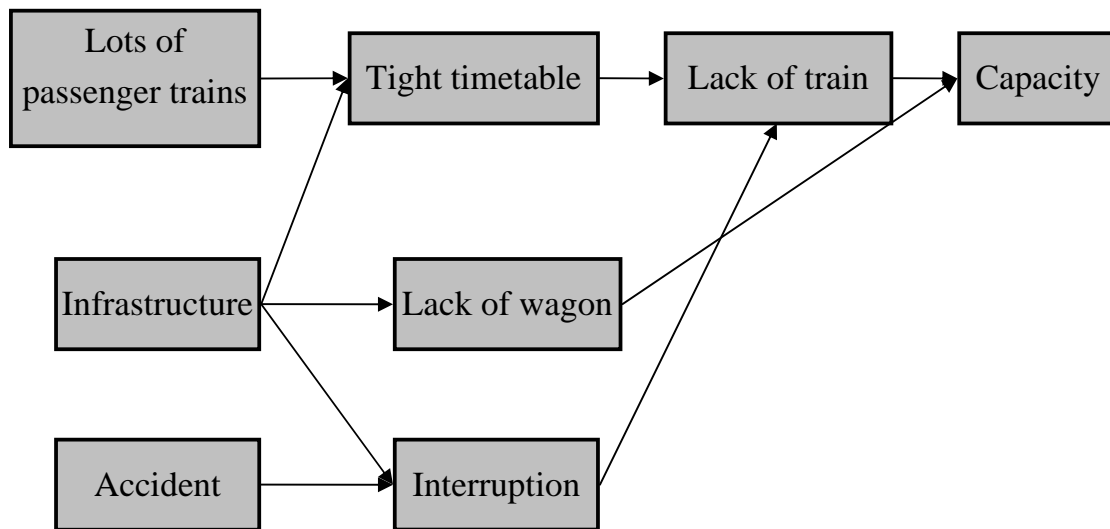 Lots of
passenger trains
Tight timetable
Lack of train
Capacity
Infrastructure
Lack of wagon
Accident
Interruption